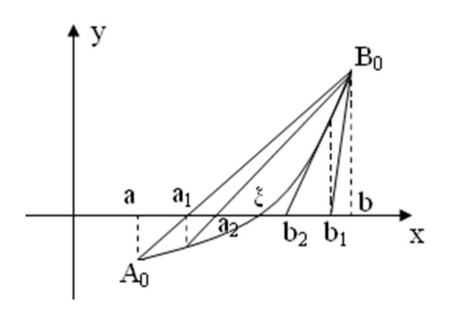 y
B₀
a a₁ ξ b
a₂ b₂ b₁ x
A₀